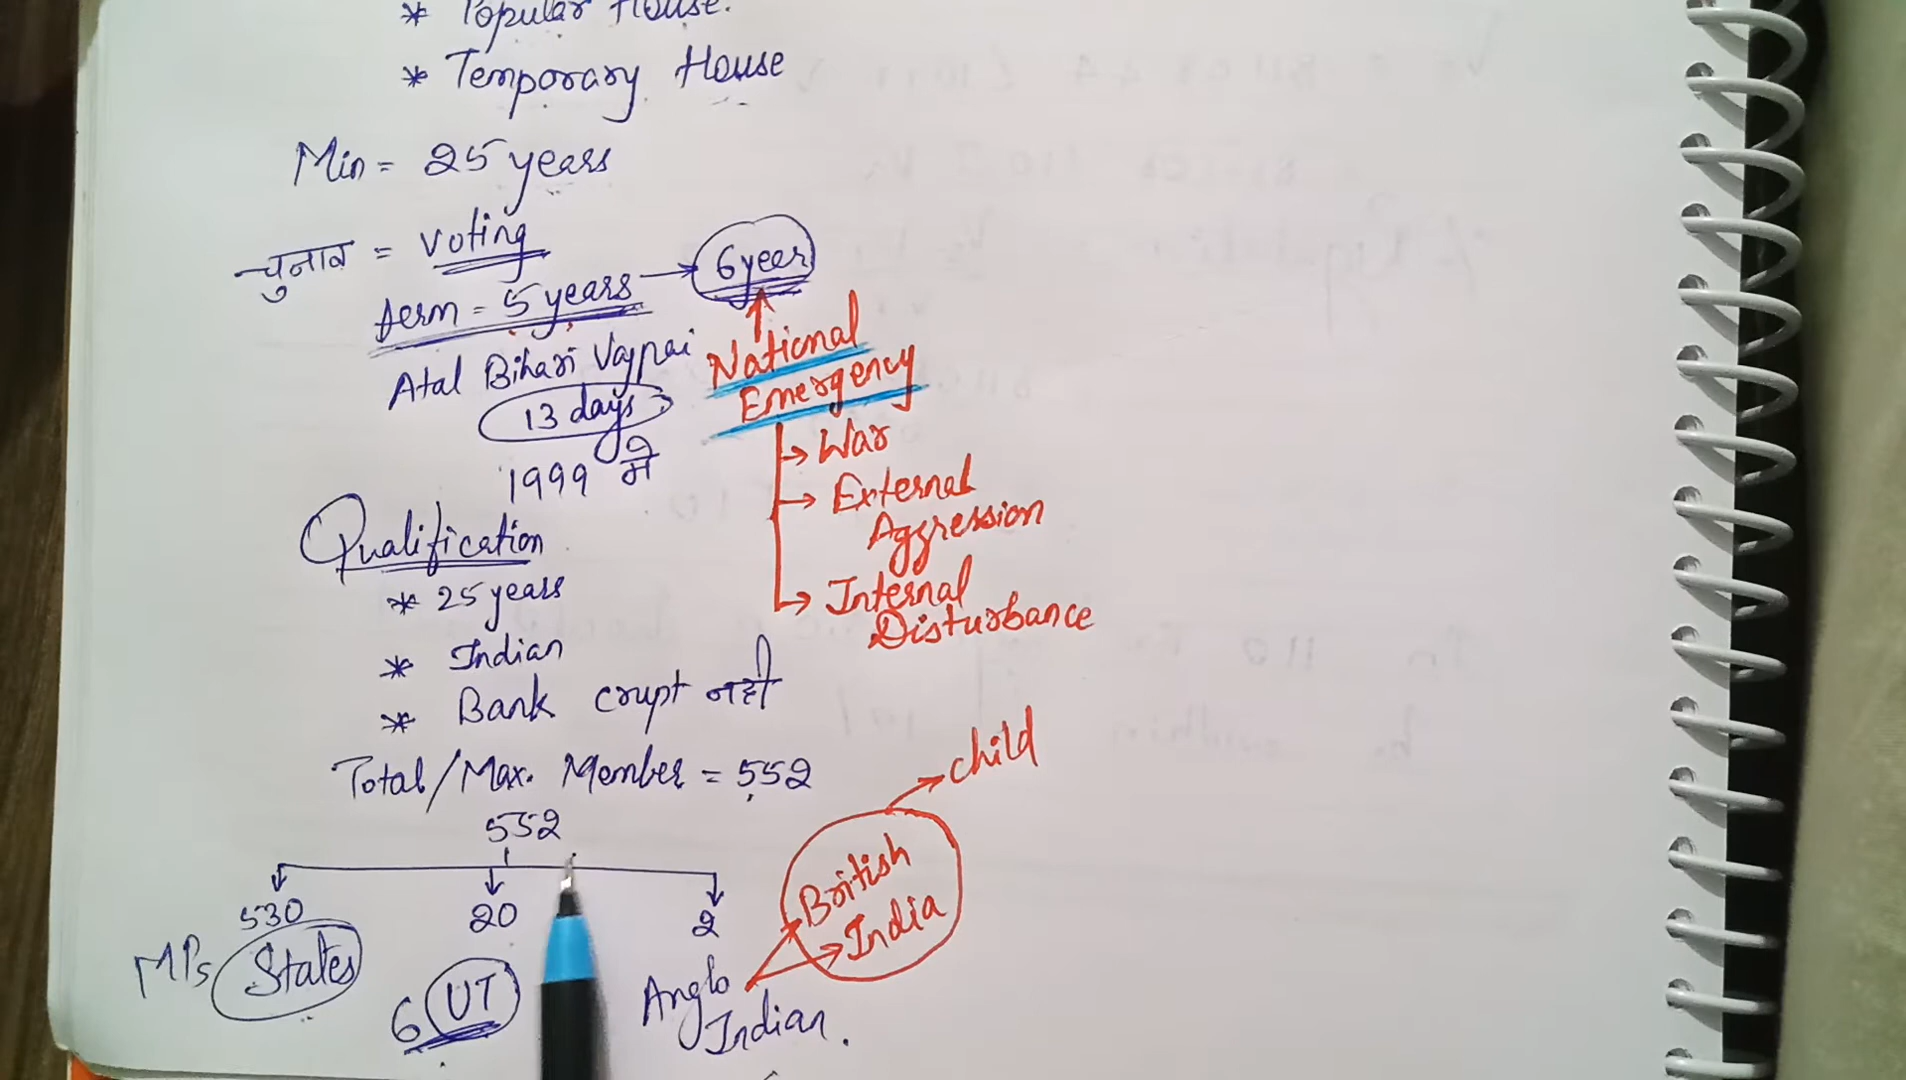 * Popular House.
* Temporary House
Min = 25 years
चुनाव = Voting
term = 5 years → 6 year
National
Emergency
→ War
→ External
Aggression
→ Internal
Disturbance
Atal Bihari Vajpai
13 days
1999 में
Qualification
* 25 years
* Indian
* Bank crupt नही
Total/Max. Member = 552
552
530 20 2
MPs States
6 UT
Anglo
Indian.
British
India
→ child